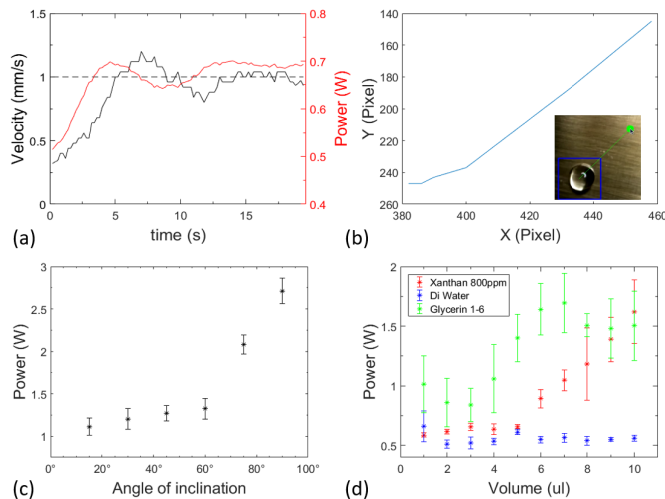 1.5
1
0.5
0
Velocity (mm/s)
0.8
0.7
0.6
0.5
0.4
Power (W)
0 5 10 15
time (s)
(a)
140
160
180
200
220
240
260
Y (Pixel)
380 400 420 440 460
X (Pixel)
(b)
3
2.5
2
1.5
1
Power (W)
0° 20° 40° 60° 80° 100°
Angle of inclination
(c)
2
1.5
1
0.5
Power (W)
Xanthan 800ppm
Di Water
Glycerin 1-6
0 2 4 6 8 10
Volume (ul)
(d)